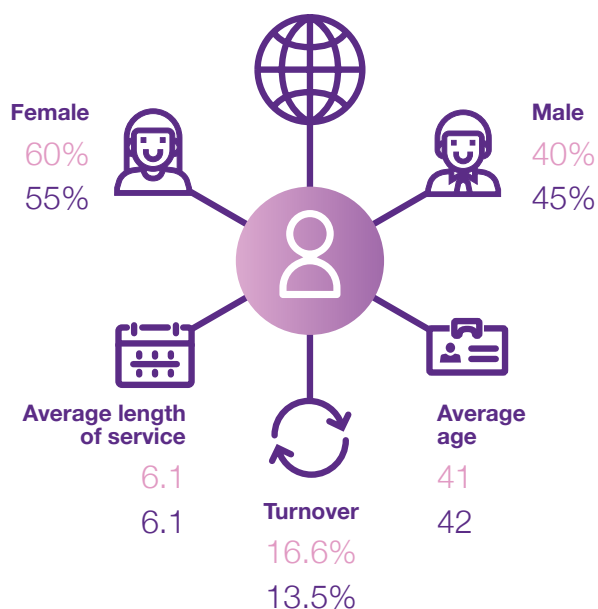 Female
60%
55%
Male
40%
45%
Average length
of service
6.1
6.1
Turnover
16.6%
13.5%
Average
age
41
42